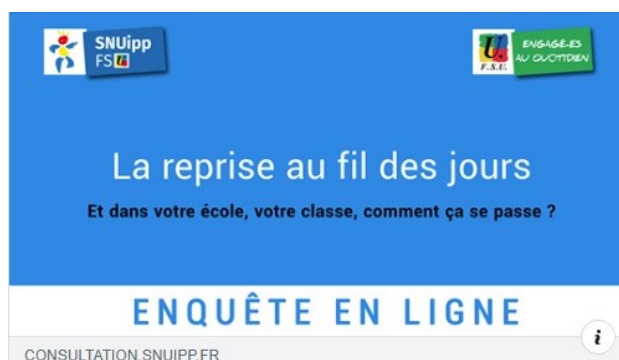 SNUipp
FSU
U.
F.S.U.
ENGAGÉ·ES
AU QUOTIDIEN
La reprise au fil des jours
Et dans votre école, votre classe, comment ça se passe ?
ENQUÊTE EN LIGNE
i
CONSULTATION.SNUIPP.FR